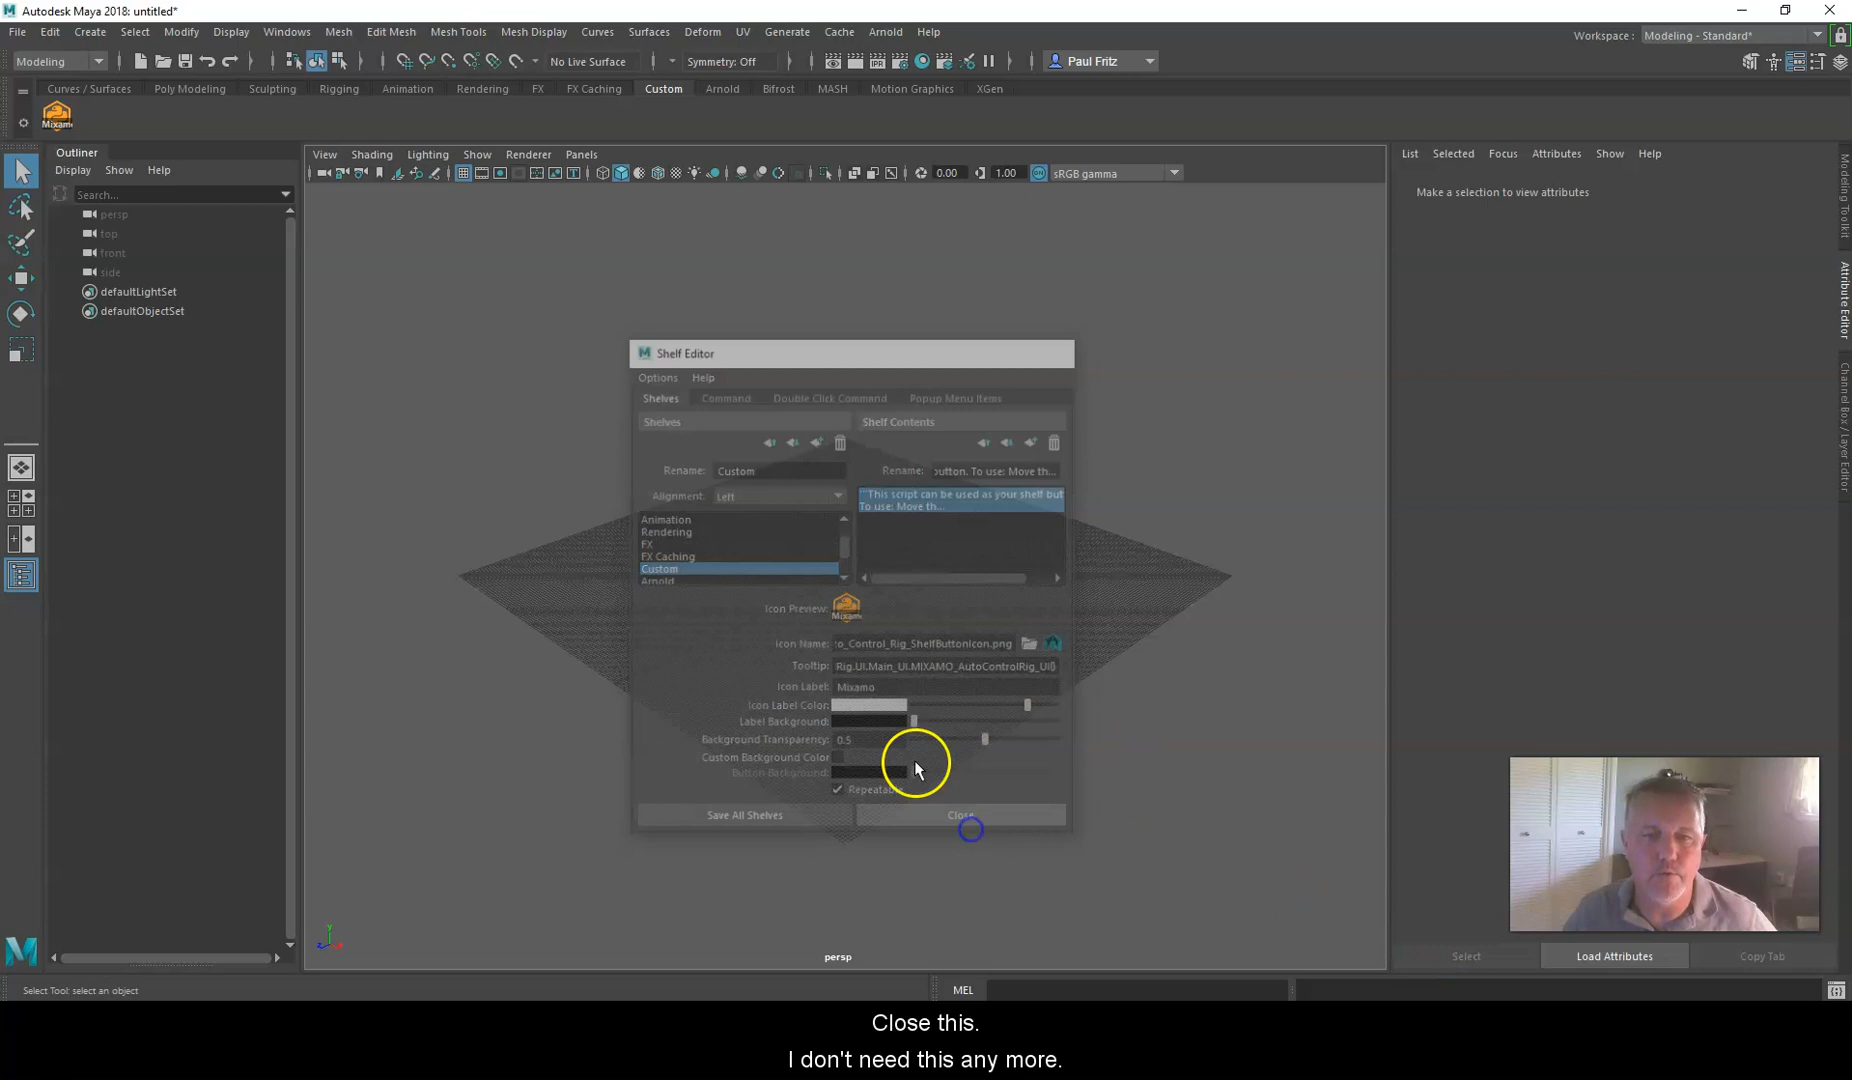 Autodesk Maya 2018: untitled*
File Edit Create Select Modify Display Windows Mesh Edit Mesh Mesh Tools Mesh Display Curves Surfaces Deform UV Generate Cache Arnold Help
Workspace : Modeling - Standard*
Modeling No Live Surface Symmetry: Off IPR Paul Fritz
Curves / Surfaces Poly Modeling Sculpting Rigging Animation Rendering FX FX Caching Custom Arnold Bifrost MASH Motion Graphics XGen
Mixamo
Outliner
Display Show Help
Search...
persp
top
front
side
defaultLightSet
defaultObjectSet
View Shading Lighting Show Renderer Panels
0.00 1.00 ON sRGB gamma
List Selected Focus Attributes Show Help
Make a selection to view attributes
Modeling Toolkit
Attribute Editor
Channel Box / Layer Editor
Shelf Editor
Options Help
Shelves Command Double Click Command Popup Menu Items
Shelves Shelf Contents
Rename: Custom Rename: button. To use: Move th...
Alignment: Left
Animation
Rendering
FX
FX Caching
Custom
Arnold
'''This script can be used as your shelf but
To use: Move th...
Icon Preview: Mixamo
Icon Name: :o_Control_Rig_ShelfButtonIcon.png
Tooltip: Rig.UI.Main_UI.MIXAMO_AutoControlRig_UI()
Icon Label: Mixamo
Icon Label Color:
Label Background:
Background Transparency: 0.5
Custom Background Color
Button Background:
Repeatable
Save All Shelves Close
y
z x
persp
Select Load Attributes Copy Tab
Select Tool: select an object MEL
Close this.
I don't need this any more.